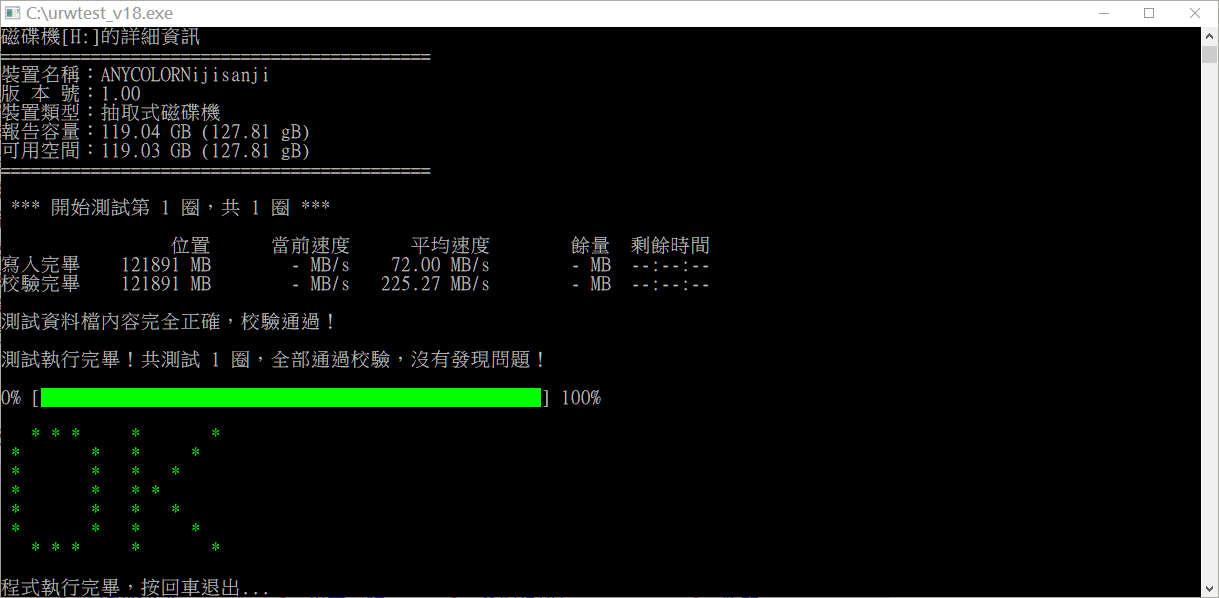 C:\urwtest_v18.exe
磁碟機[H:]的詳細資訊
===========================================
裝置名稱：ANYCOLORNijisanji
版 本 號：1.00
裝置類型：抽取式磁碟機
報告容量：119.04 GB (127.81 gB)
可用空間：119.03 GB (127.81 gB)
===========================================
*** 開始測試第 1 圈，共 1 圈 ***
位置 當前速度 平均速度 餘量 剩餘時間
寫入完畢 121891 MB - MB/s 72.00 MB/s - MB --:--:--
校驗完畢 121891 MB - MB/s 225.27 MB/s - MB --:--:--
測試資料檔內容完全正確，校驗通過！
測試執行完畢！共測試 1 圈，全部通過校驗，沒有發現問題！
0% [ ] 100%
OK
程式執行完畢，按回車退出...